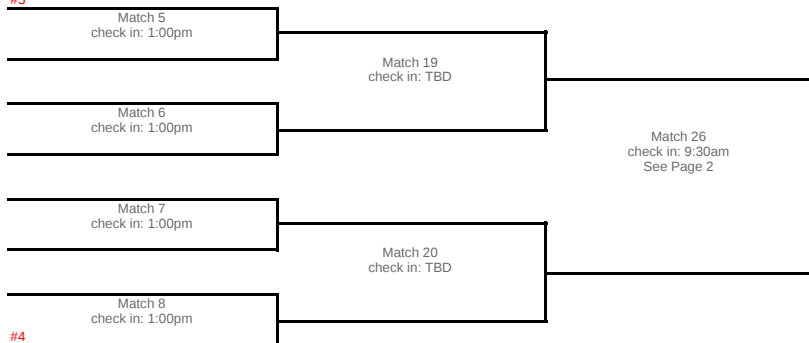 Match 5
check in: 1:00pm
Match 19
check in: TBD
Match 6
check in: 1:00pm
Match 26
check in: 9:30am
See Page 2
Match 7
check in: 1:00pm
Match 20
check in: TBD
Match 8
check in: 1:00pm
#4